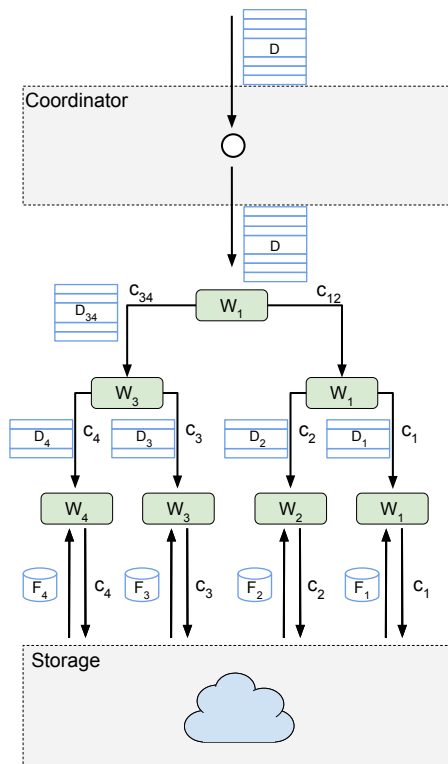 D
Coordinator
D
C₃₄
C₁₂
W₁
D₃₄
W₃
W₁
D₄
C₄
D₃
C₃
D₂
C₂
D₁
C₁
W₄
W₃
W₂
W₁
F₄
C₄
F₃
C₃
F₂
C₂
F₁
C₁
Storage